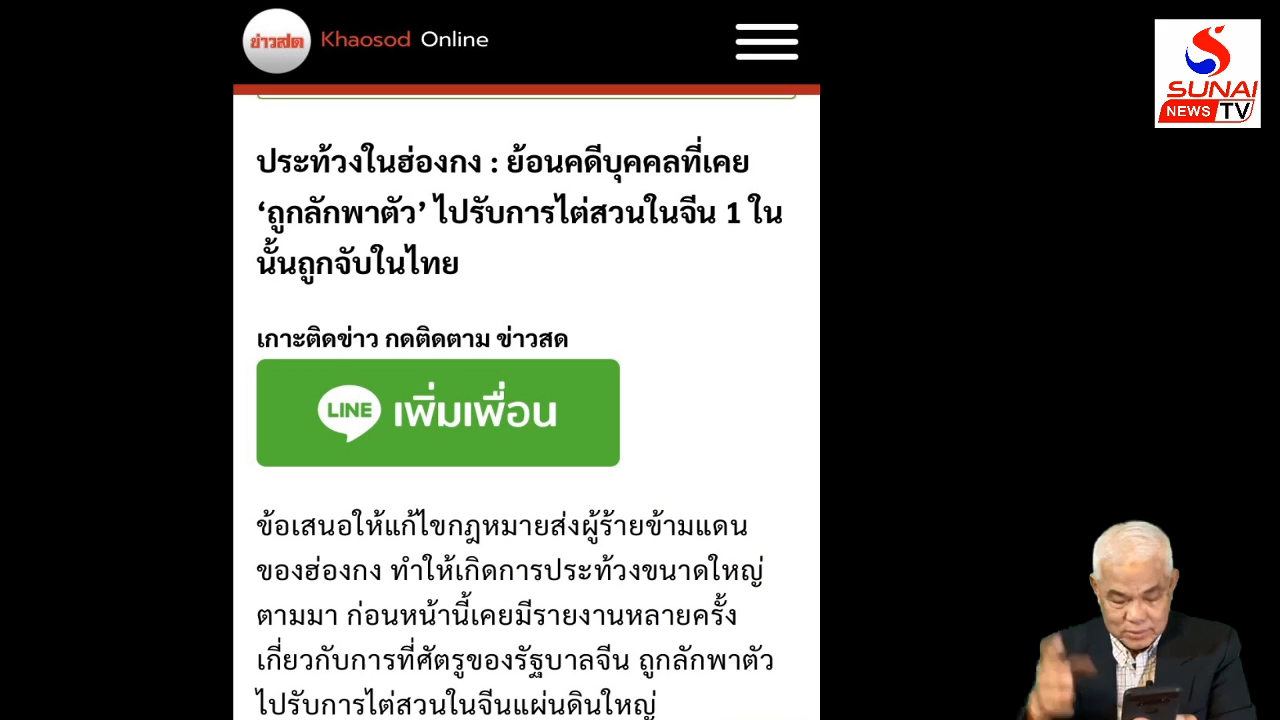 ข่าวสด Khaosod Online
SUNAI
NEWS TV
ประท้วงในฮ่องกง : ย้อนคดีบุคคลที่เคย
‘ถูกลักพาตัว’ ไปรับการไต่สวนในจีน 1 ใน
นั้นถูกจับในไทย
เกาะติดข่าว กดติดตาม ข่าวสด
LINE เพิ่มเพื่อน
ข้อเสนอให้แก้ไขกฎหมายส่งผู้ร้ายข้ามแดน
ของฮ่องกง ทำให้เกิดการประท้วงขนาดใหญ่
ตามมา ก่อนหน้านี้เคยมีรายงานหลายครั้ง
เกี่ยวกับการที่ศัตรูของรัฐบาลจีน ถูกลักพาตัว
ไปรับการไต่สวนในจีนแผ่นดินใหญ่